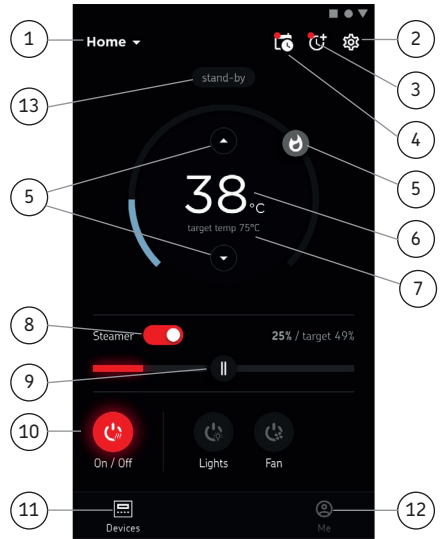 1
Home
2
3
13
stand-by
4
5
5
38 °C
6
target temp 75°C
7
8
Steamer
25% / target 49%
9
10
On / Off
Lights
Fan
11
Devices
12
Me